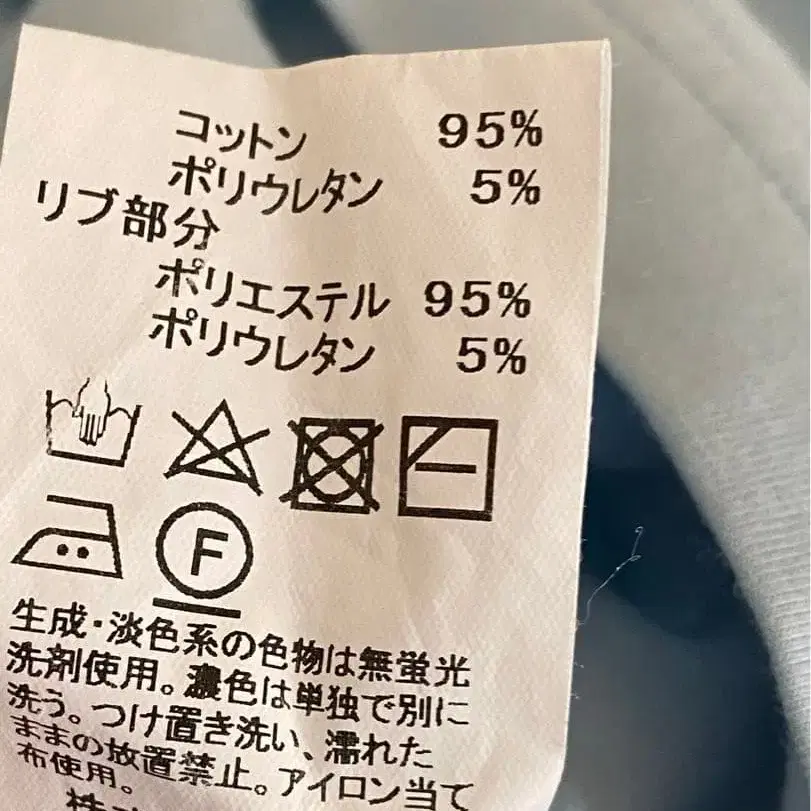 コットン 95%
ポリウレタン 5%
リブ部分
ポリエステル 95%
ポリウレタン 5%
F
生成・淡色系の色物は無蛍光
洗剤使用。濃色は単独で別に
洗う。つけ置き洗い、濡れた
ままの放置禁止。アイロン当て
布使用。